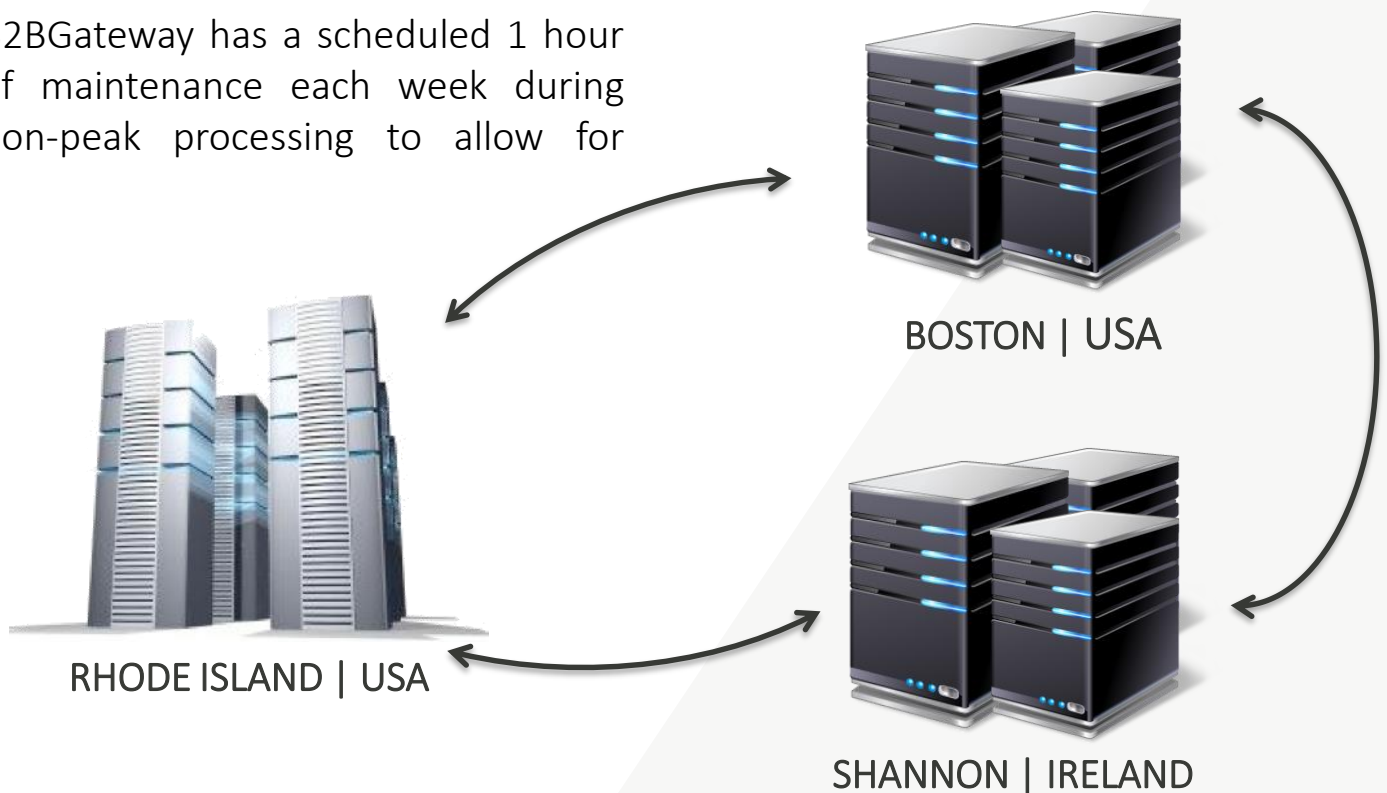 2BGateway has a scheduled 1 hour
f maintenance each week during
on-peak processing to allow for
BOSTON | USA
RHODE ISLAND | USA
SHANNON | IRELAND